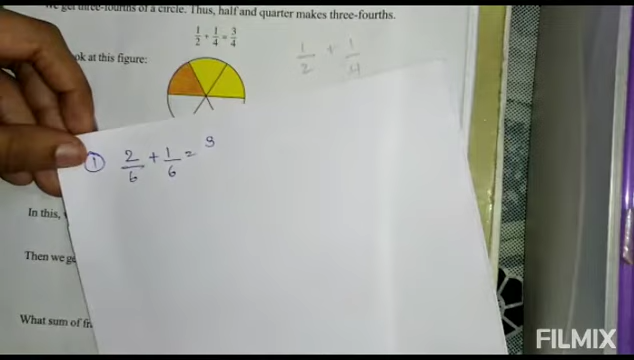 we get three-fourths of a circle. Thus, half and quarter makes three-fourths.
1/2 + 1/4 = 3/4
ok at this figure:
1/2 + 1/4
① 2/6 + 1/6 = 3
In this,
Then we ge
What sum of fr
FILMIX